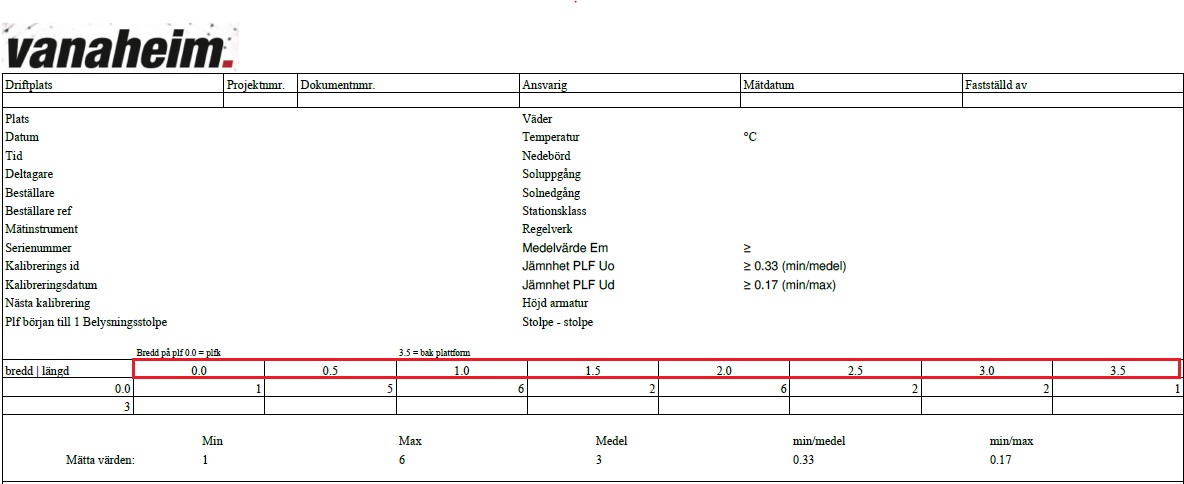 vanaheim.
Driftplats Projektnmr. Dokumentnmr. Ansvarig Mätdatum Fastställd av
Plats Väder
Datum Temperatur °C
Tid Nedebörd
Deltagare Soluppgång
Beställare Solnedgång
Beställare ref Stationsklass
Mätinstrument Regelverk
Serienummer Medelvärde Em ≥
Kalibrerings id Jämnhet PLF Uo ≥ 0.33 (min/medel)
Kalibreringsdatum Jämnhet PLF Ud ≥ 0.17 (min/max)
Nästa kalibrering Höjd armatur
Plf början till 1 Belysningsstolpe Stolpe - stolpe
Bredd på plf 0.0 = plfk 3.5 = bak plattform
bredd | längd 0.0 0.5 1.0 1.5 2.0 2.5 3.0 3.5
0.0 1 5 6 2 6 2 2 1
3
Min Max Medel min/medel min/max
Mätta värden: 1 6 3 0.33 0.17